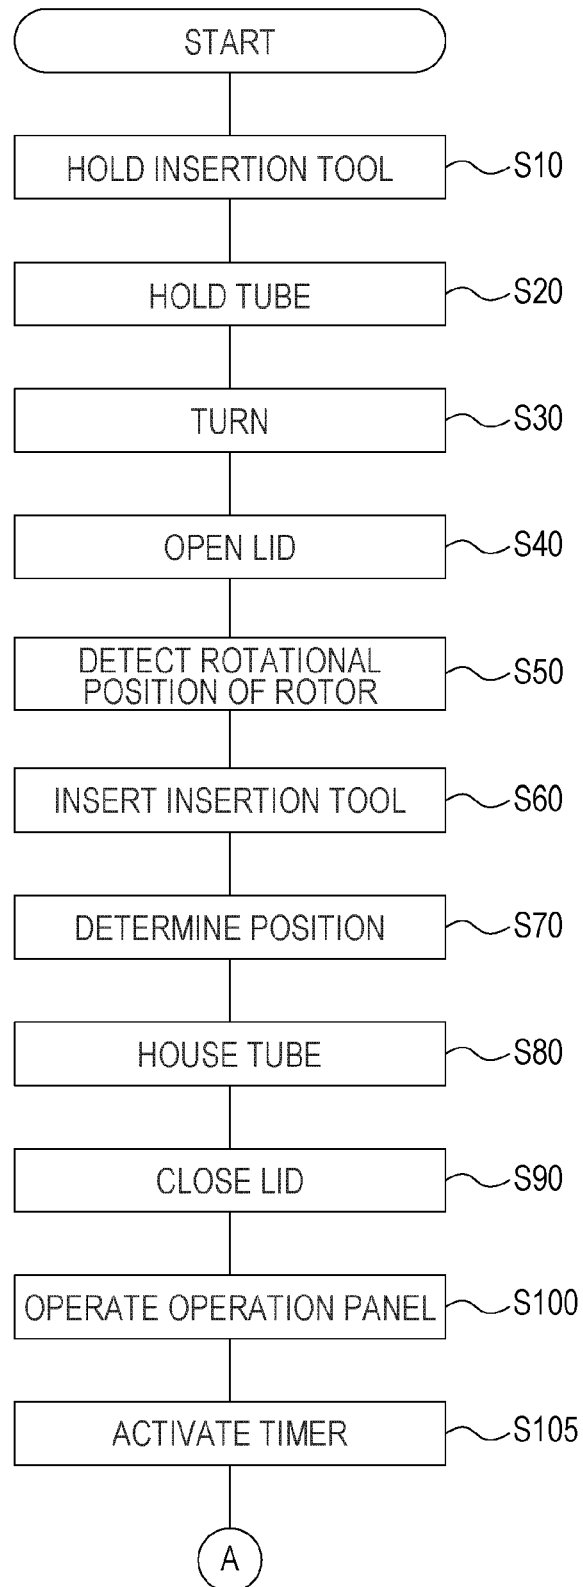 START
HOLD INSERTION TOOL
S10
HOLD TUBE
S20
TURN
S30
OPEN LID
S40
DETECT ROTATIONAL
POSITION OF ROTOR
S50
INSERT INSERTION TOOL
S60
DETERMINE POSITION
S70
HOUSE TUBE
S80
CLOSE LID
S90
OPERATE OPERATION PANEL
S100
ACTIVATE TIMER
S105
A